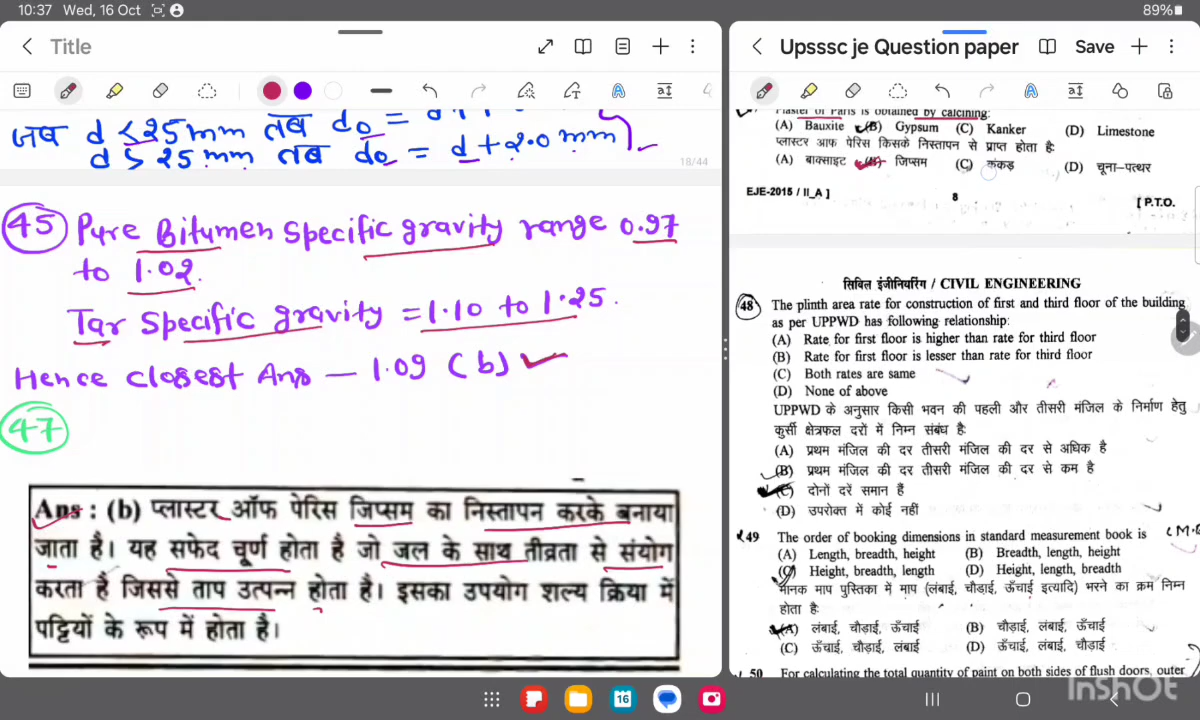 10:37 Wed, 16 Oct
89%
Title
जब d < 25mm तब do =
d > 25 mm तब do = d + 2.0 mm
18/44
45 Pure Bitumen Specific gravity range 0.97
to 1.02.
Tar Specific gravity = 1.10 to 1.25.
Hence Closest Ans — 1.09 (b)
47
Ans : (b) प्लास्टर ऑफ पेरिस जिप्सम का निस्तापन करके बनाया
जाता है। यह सफेद चूर्ण होता है जो जल के साथ तीव्रता से संयोग
करता है जिससे ताप उत्पन्न होता है। इसका उपयोग शल्य क्रिया में
पट्टियों के रूप में होता है।
Upsssc je Question paper
Save
Plaster of Paris is obtained by calcining:
(A) Bauxite (B) Gypsum (C) Kanker (D) Limestone
प्लास्टर आफ पेरिस किसके निस्तापन से प्राप्त होता है:
(A) बाक्साइट जिप्सम (C) कंकड़ (D) चूना-पत्थर
EJE-2015 / II_A ]
8
[ P.T.O.
सिविल इंजीनियरिंग / CIVIL ENGINEERING
48 The plinth area rate for construction of first and third floor of the building
as per UPPWD has following relationship:
(A) Rate for first floor is higher than rate for third floor
(B) Rate for first floor is lesser than rate for third floor
(C) Both rates are same
(D) None of above
UPPWD के अनुसार किसी भवन की पहली और तीसरी मंजिल के निर्माण हेतु
कुर्सी क्षेत्रफल दरों में निम्न संबंध है:
(A) प्रथम मंजिल की दर तीसरी मंजिल की दर से अधिक है
(B) प्रथम मंजिल की दर तीसरी मंजिल की दर से कम है
(C) दोनों दरें समान हैं
(D) उपरोक्त में कोई नहीं
49 The order of booking dimensions in standard measurement book is
(A) Length, breadth, height (B) Breadth, length, height
(C) Height, breadth, length (D) Height, length, breadth
मानक माप पुस्तिका में माप (लंबाई, चौड़ाई, ऊँचाई इत्यादि) भरने का क्रम निम्न
होता है:
(A) लंबाई, चौड़ाई, ऊँचाई (B) चौड़ाई, लंबाई, ऊँचाई
(C) ऊँचाई, चौड़ाई, लंबाई (D) ऊँचाई, लंबाई, चौड़ाई
50 For calculating the total quantity of paint on both sides of flush doors, outer
InShOt
16